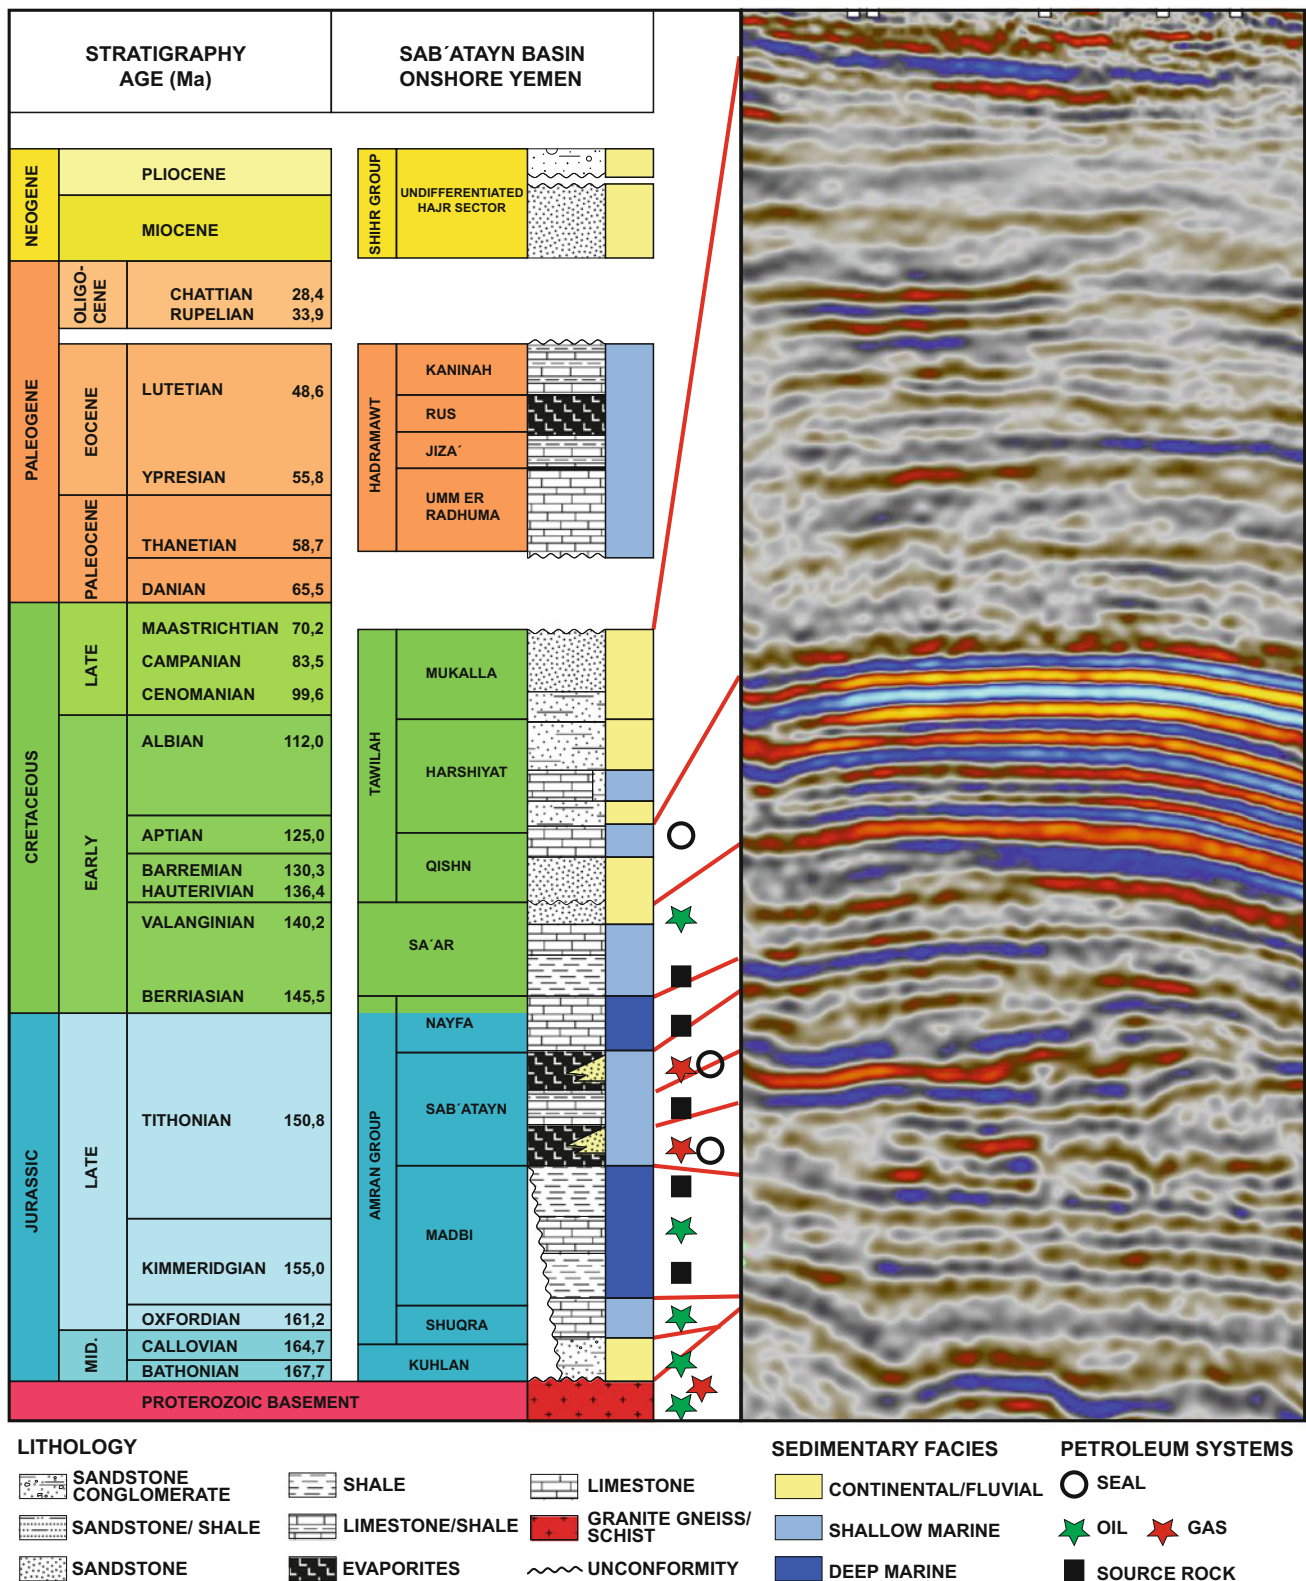 STRATIGRAPHY
AGE (Ma)
SAB´ATAYN BASIN
ONSHORE YEMEN
NEOGENE
PLIOCENE
MIOCENE
PALEOGENE
OLIGO-
CENE
CHATTIAN 28,4
RUPELIAN 33,9
EOCENE
LUTETIAN 48,6
YPRESIAN 55,8
PALEOCENE
THANETIAN 58,7
DANIAN 65,5
CRETACEOUS
LATE
MAASTRICHTIAN 70,2
CAMPANIAN 83,5
CENOMANIAN 99,6
EARLY
ALBIAN 112,0
APTIAN 125,0
BARREMIAN 130,3
HAUTERIVIAN 136,4
VALANGINIAN 140,2
BERRIASIAN 145,5
JURASSIC
LATE
TITHONIAN 150,8
KIMMERIDGIAN 155,0
OXFORDIAN 161,2
MID.
CALLOVIAN 164,7
BATHONIAN 167,7
PROTEROZOIC BASEMENT
SHIHR GROUP
UNDIFFERENTIATED
HAJR SECTOR
HADRAMAWT
KANINAH
RUS
JIZA´
UMM ER
RADHUMA
TAWILAH
MUKALLA
HARSHIYAT
QISHN
SA´AR
AMRAN GROUP
NAYFA
SAB´ATAYN
MADBI
SHUQRA
KUHLAN
LITHOLOGY
SANDSTONE
CONGLOMERATE
SANDSTONE/ SHALE
SANDSTONE
SHALE
LIMESTONE/SHALE
EVAPORITES
LIMESTONE
GRANITE GNEISS/
SCHIST
UNCONFORMITY
SEDIMENTARY FACIES
CONTINENTAL/FLUVIAL
SHALLOW MARINE
DEEP MARINE
PETROLEUM SYSTEMS
SEAL
OIL GAS
SOURCE ROCK